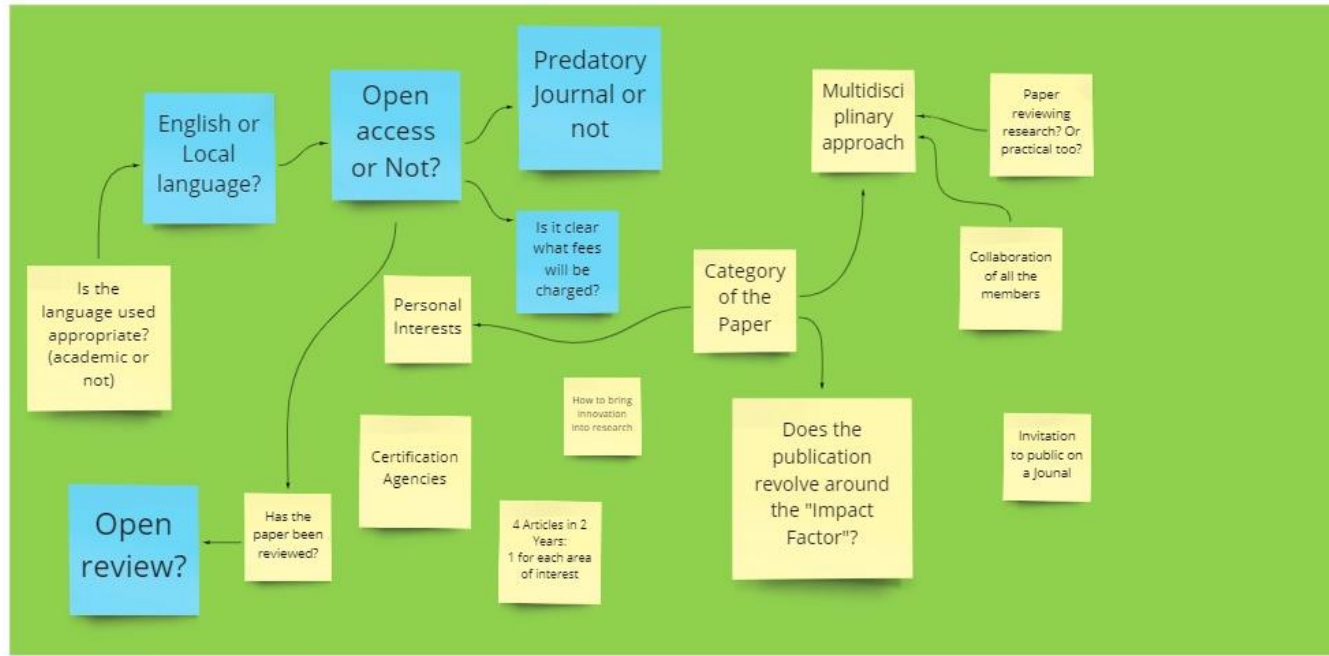 English or
Local
language?
Open
access
or Not?
Predatory
Journal or
not
Is it clear
what fees
will be
charged?
Is the
language used
appropriate?
(academic or
not)
Personal
Interests
Category
of the
Paper
Multidisci
plinary
approach
Paper
reviewing
research? Or
practical too?
Collaboration
of all the
members
How to bring
innovation
into research
Certification
Agencies
Does the
publication
revolve around
the "Impact
Factor"?
Invitation
to public on
a Jounal
Open
review?
Has the
paper been
reviewed?
4 Articles in 2
Years:
1 for each area
of interest